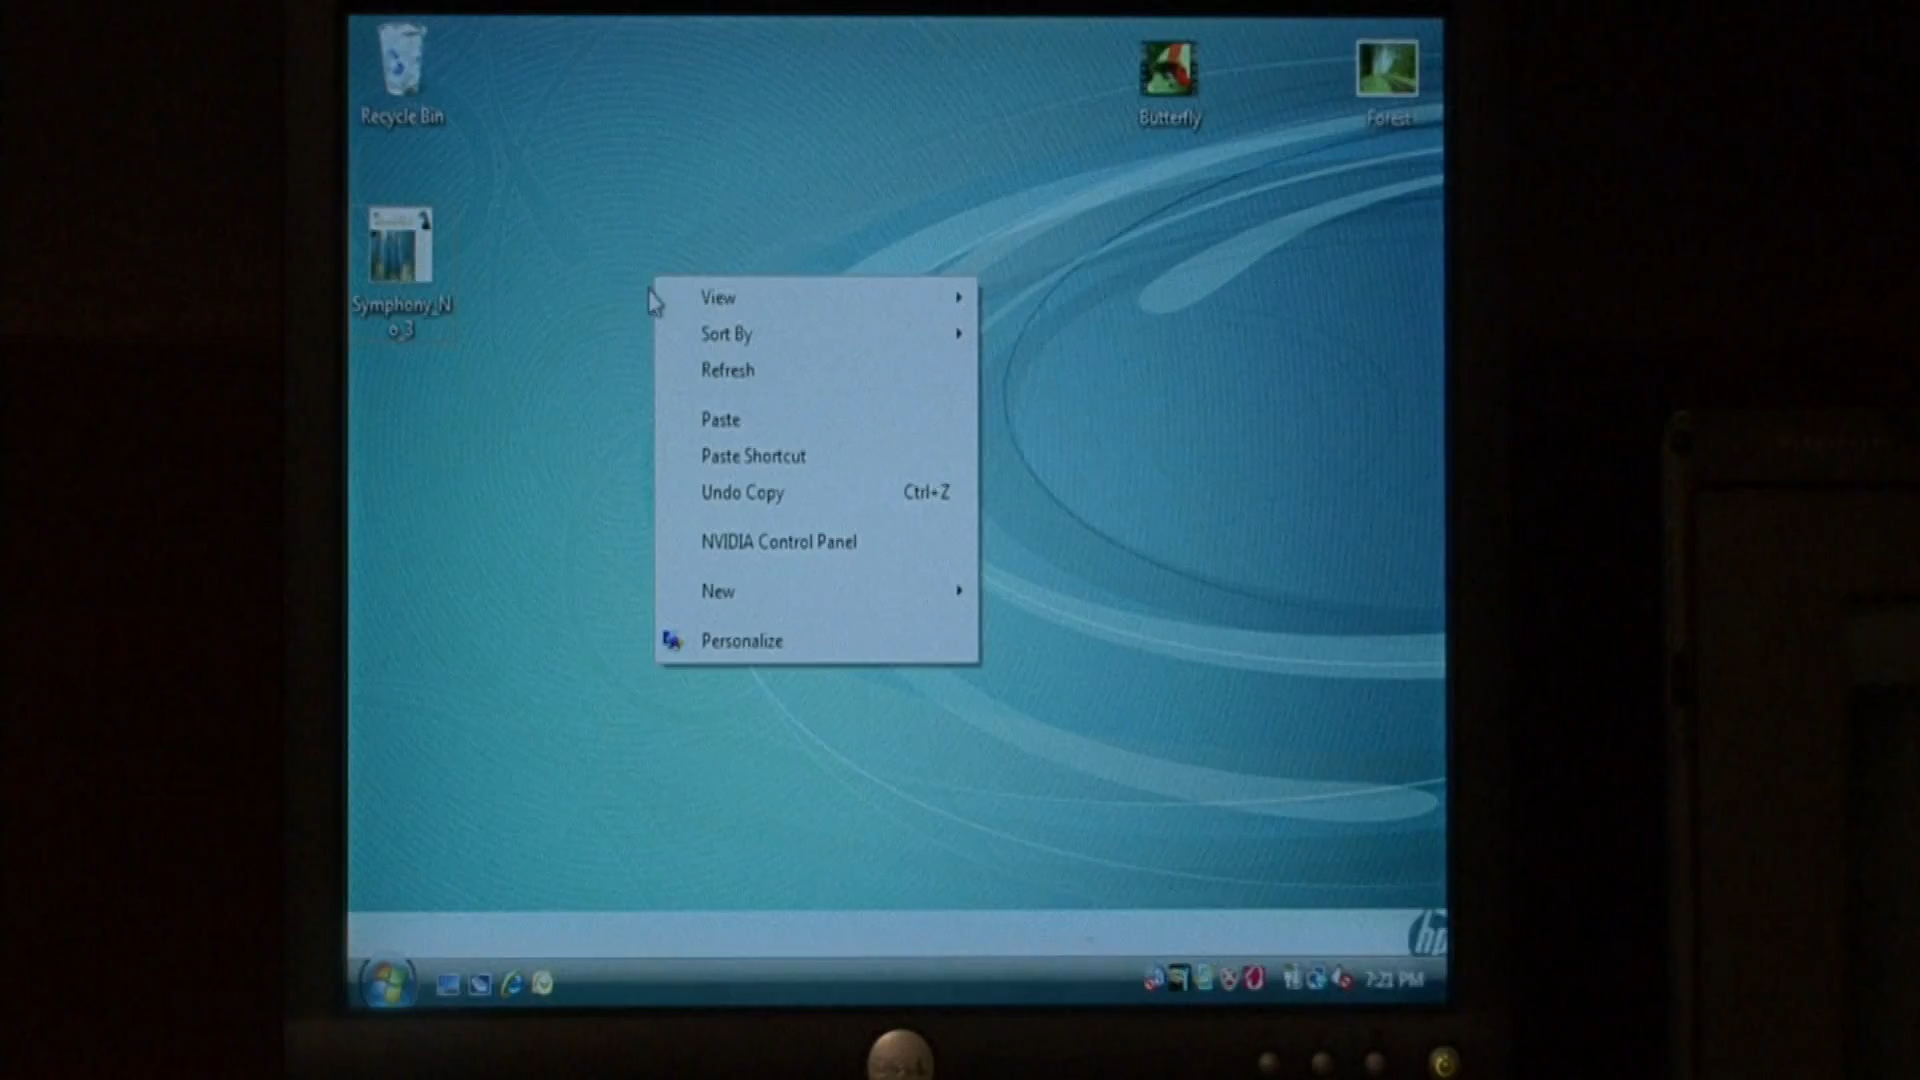 Recycle Bin
Butterfly
Forest
Symphony_N
o_3
View
Sort By
Refresh
Paste
Paste Shortcut
Undo Copy Ctrl+Z
NVIDIA Control Panel
New
Personalize
hp
7:21 PM